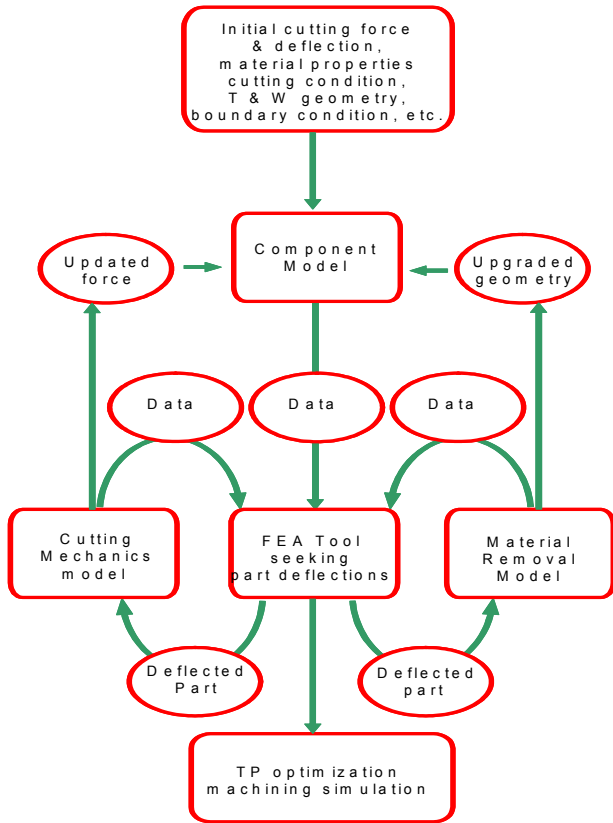 Initial cutting force
& deflection,
material properties
cutting condition,
T & W geometry,
boundary condition, etc.
Component
Model
Updated
force
Upgraded
geometry
Data
Data
Data
Cutting
Mechanics
model
FEA Tool
seeking
part deflections
Material
Removal
Model
Deflected
Part
Deflected
part
TP optimization
machining simulation